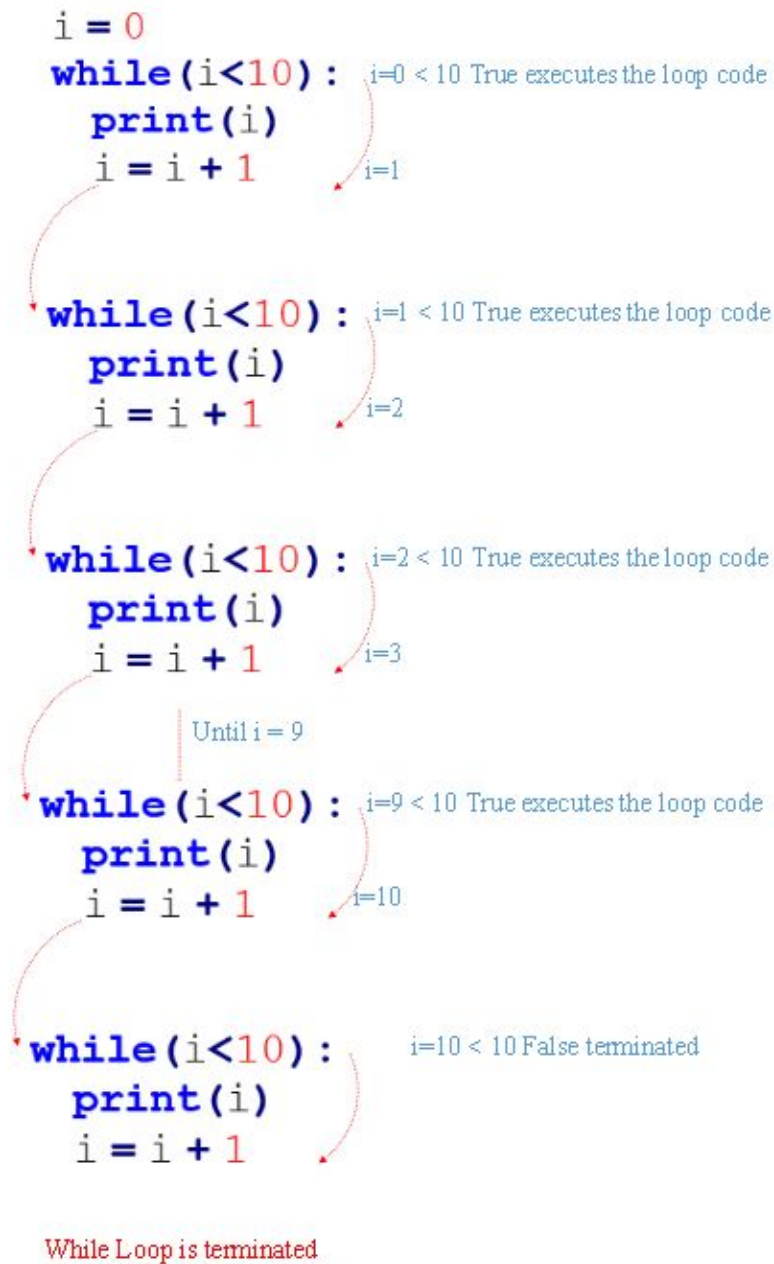 i = 0
while(i<10): i=0 < 10 True executes the loop code
print(i)
i = i + 1 i=1
while(i<10): i=1 < 10 True executes the loop code
print(i)
i = i + 1 i=2
while(i<10): i=2 < 10 True executes the loop code
print(i)
i = i + 1 i=3
Until i = 9
while(i<10): i=9 < 10 True executes the loop code
print(i)
i = i + 1 i=10
while(i<10): i=10 < 10 False terminated
print(i)
i = i + 1
While Loop is terminated